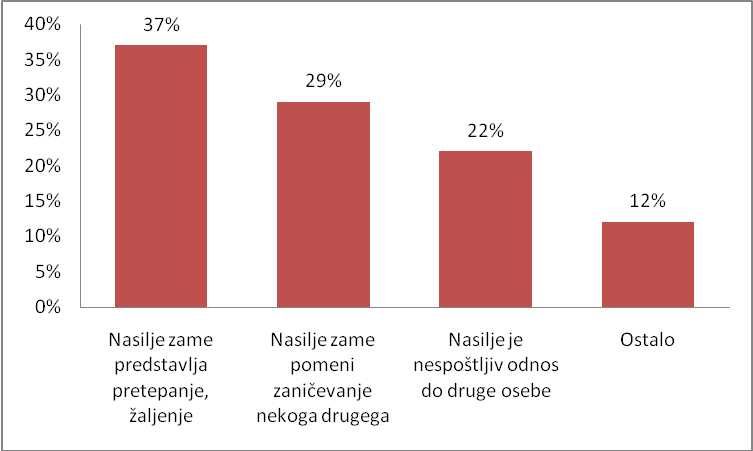 40%
35%
30%
25%
20%
15%
10%
5%
0%
37%
29%
22%
12%
Nasilje zame
predstavlja
pretepanje,
žaljenje
Nasilje zame
pomeni
zaničevanje
nekoga drugega
Nasilje je
nespoštljiv odnos
do druge osebe
Ostalo